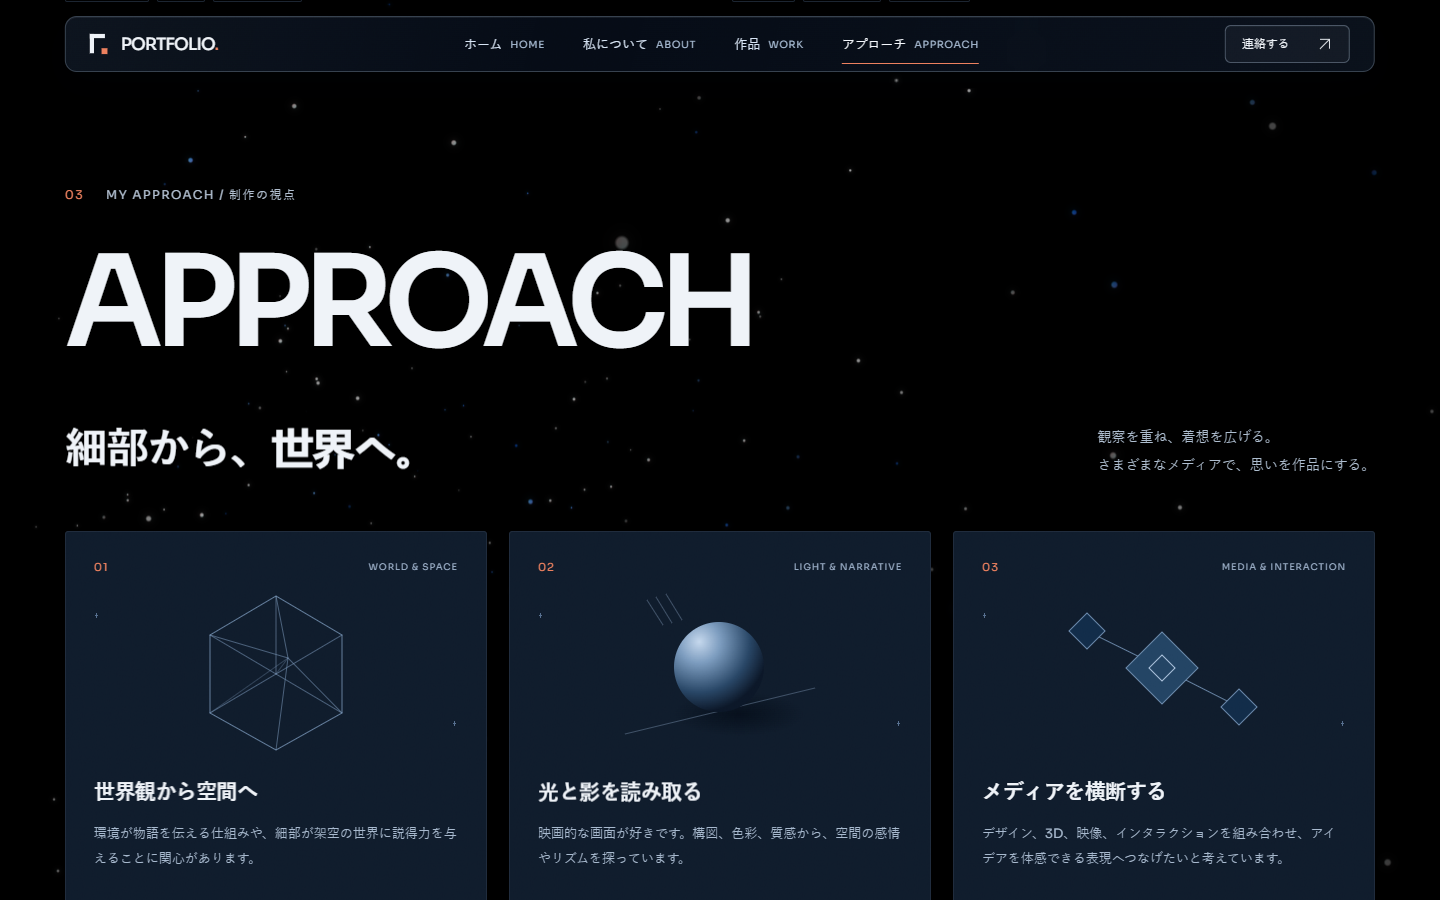 PORTFOLIO.
ホーム HOME
私について ABOUT
作品 WORK
アプローチ APPROACH
連絡する
03 MY APPROACH / 制作の視点
APPROACH
細部から、世界へ。
観察を重ね、着想を広げる。
さまざまなメディアで、思いを作品にする。
01 WORLD & SPACE
世界観から空間へ
環境が物語を伝える仕組みや、細部が架空の世界に説得力を与
えることに関心があります。
02 LIGHT & NARRATIVE
光と影を読み取る
映画的な画面が好きです。構図、色彩、質感から、空間の感情
やリズムを探っています。
03 MEDIA & INTERACTION
メディアを横断する
デザイン、3D、映像、インタラクションを組み合わせ、アイ
デアを体感できる表現へつなげたいと考えています。